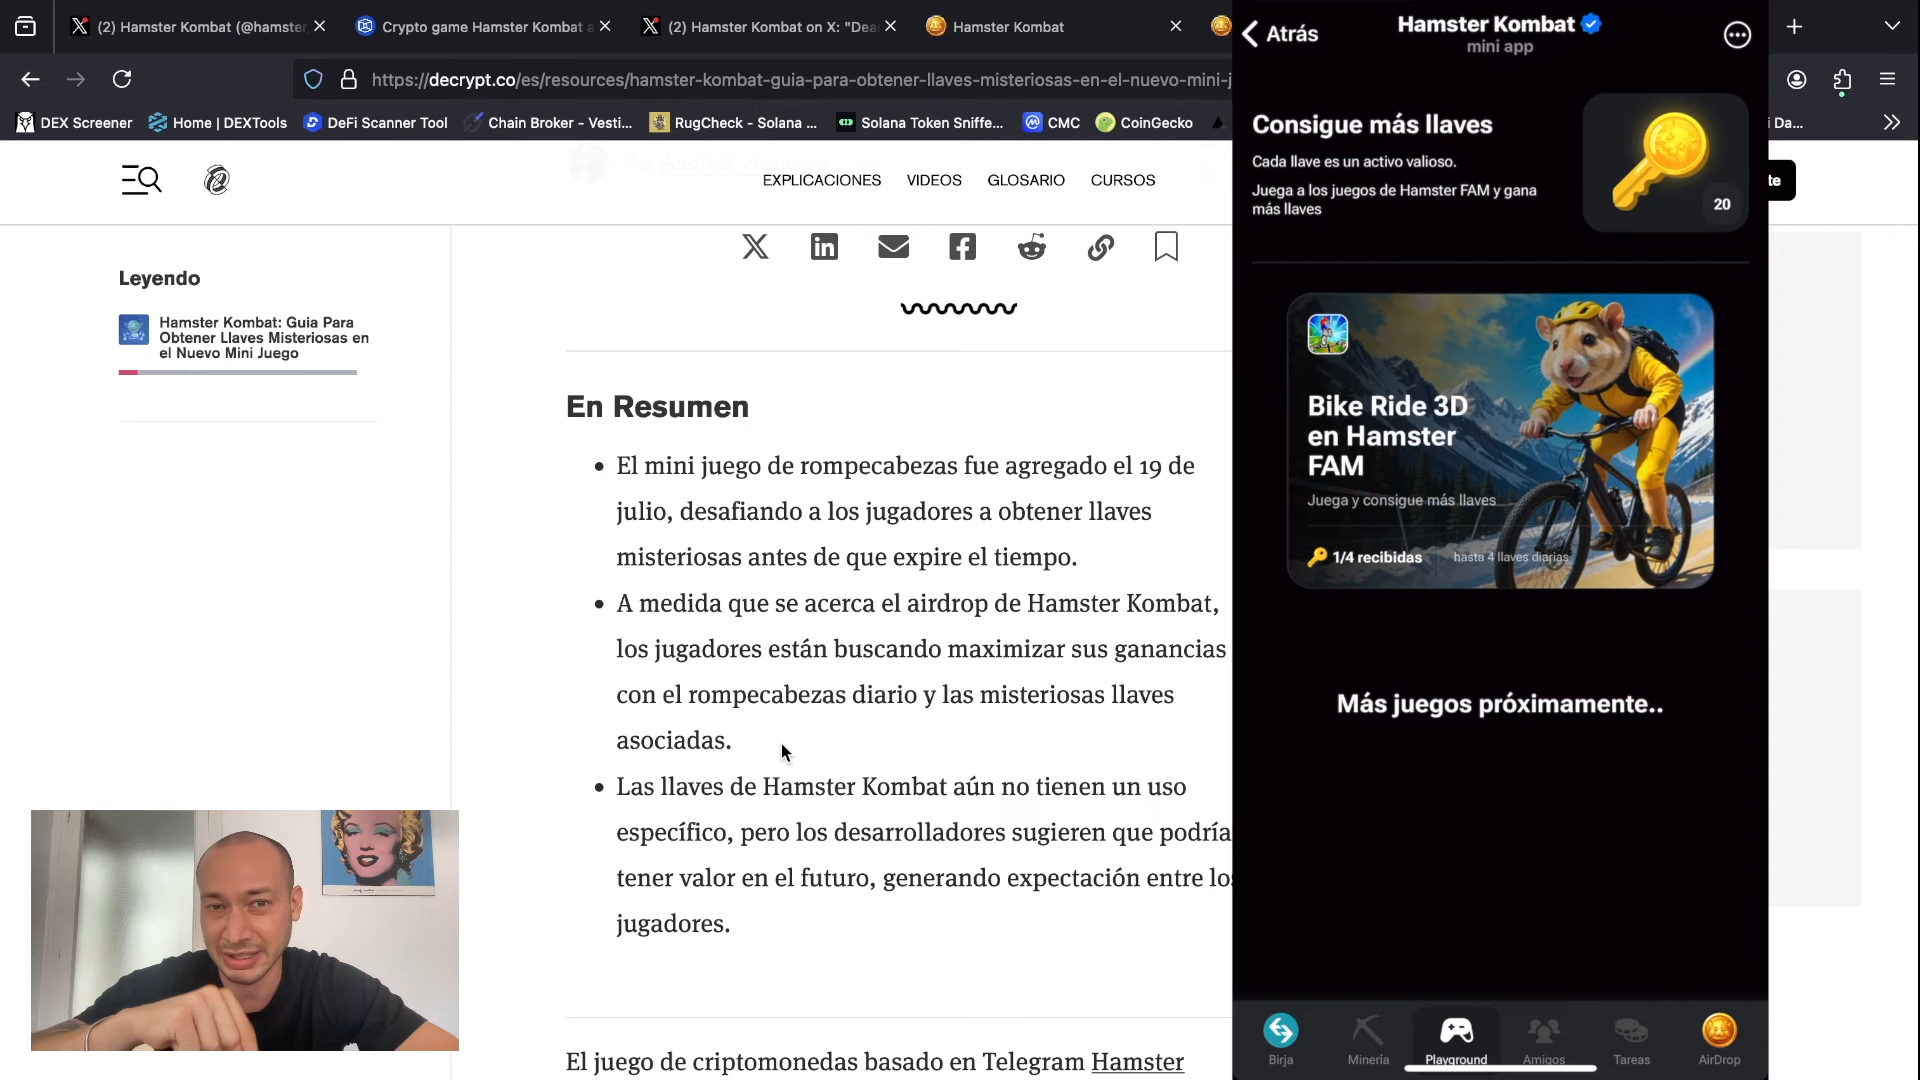 (2) Hamster Kombat (@hamster
Crypto game Hamster Kombat a
(2) Hamster Kombat on X: "Dea
Hamster Kombat
https://decrypt.co/es/resources/hamster-kombat-guia-para-obtener-llaves-misteriosas-en-el-nuevo-mini-j
DEX Screener
Home | DEXTools
DeFi Scanner Tool
Chain Broker - Vesti...
RugCheck - Solana ...
Solana Token Sniffe...
CMC
CoinGecko
i Da...
EXPLICACIONES
VIDEOS
GLOSARIO
CURSOS
te
Leyendo
Hamster Kombat: Guia Para
Obtener Llaves Misteriosas en
el Nuevo Mini Juego
En Resumen
El mini juego de rompecabezas fue agregado el 19 de
julio, desafiando a los jugadores a obtener llaves
misteriosas antes de que expire el tiempo.
A medida que se acerca el airdrop de Hamster Kombat,
los jugadores están buscando maximizar sus ganancias
con el rompecabezas diario y las misteriosas llaves
asociadas.
Las llaves de Hamster Kombat aún no tienen un uso
específico, pero los desarrolladores sugieren que podría
tener valor en el futuro, generando expectación entre los
jugadores.
El juego de criptomonedas basado en Telegram Hamster
Atrás
Hamster Kombat
mini app
Consigue más llaves
Cada llave es un activo valioso.
Juega a los juegos de Hamster FAM y gana
más llaves
20
Bike Ride 3D
en Hamster
FAM
Juega y consigue más llaves
1/4 recibidas
hasta 4 llaves diarias
Más juegos próximamente..
Birja
Minería
Playground
Amigos
Tareas
AirDrop